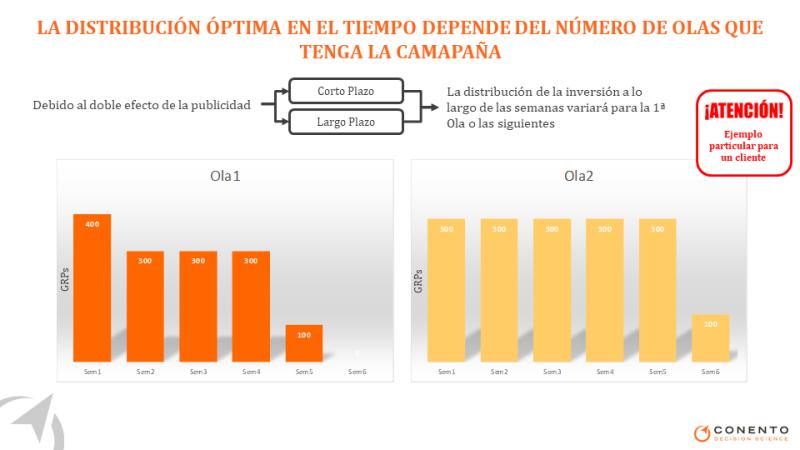 LA DISTRIBUCIÓN ÓPTIMA EN EL TIEMPO DEPENDE DEL NÚMERO DE OLAS QUE
TENGA LA CAMAPAÑA
Debido al doble efecto de la publicidad
Corto Plazo
Largo Plazo
La distribución de la inversión a lo
largo de las semanas variará para la 1ª
Ola o las siguientes
¡ATENCIÓN!
Ejemplo
particular para
un cliente
Ola1
GRPs
400
300
300
300
100
0
Sem1
Sem2
Sem3
Sem4
Sem5
Sem6
Ola2
GRPs
300
300
300
300
300
100
Sem1
Sem2
Sem3
Sem4
Sem5
Sem6
CONENTO
DECISION SCIENCE